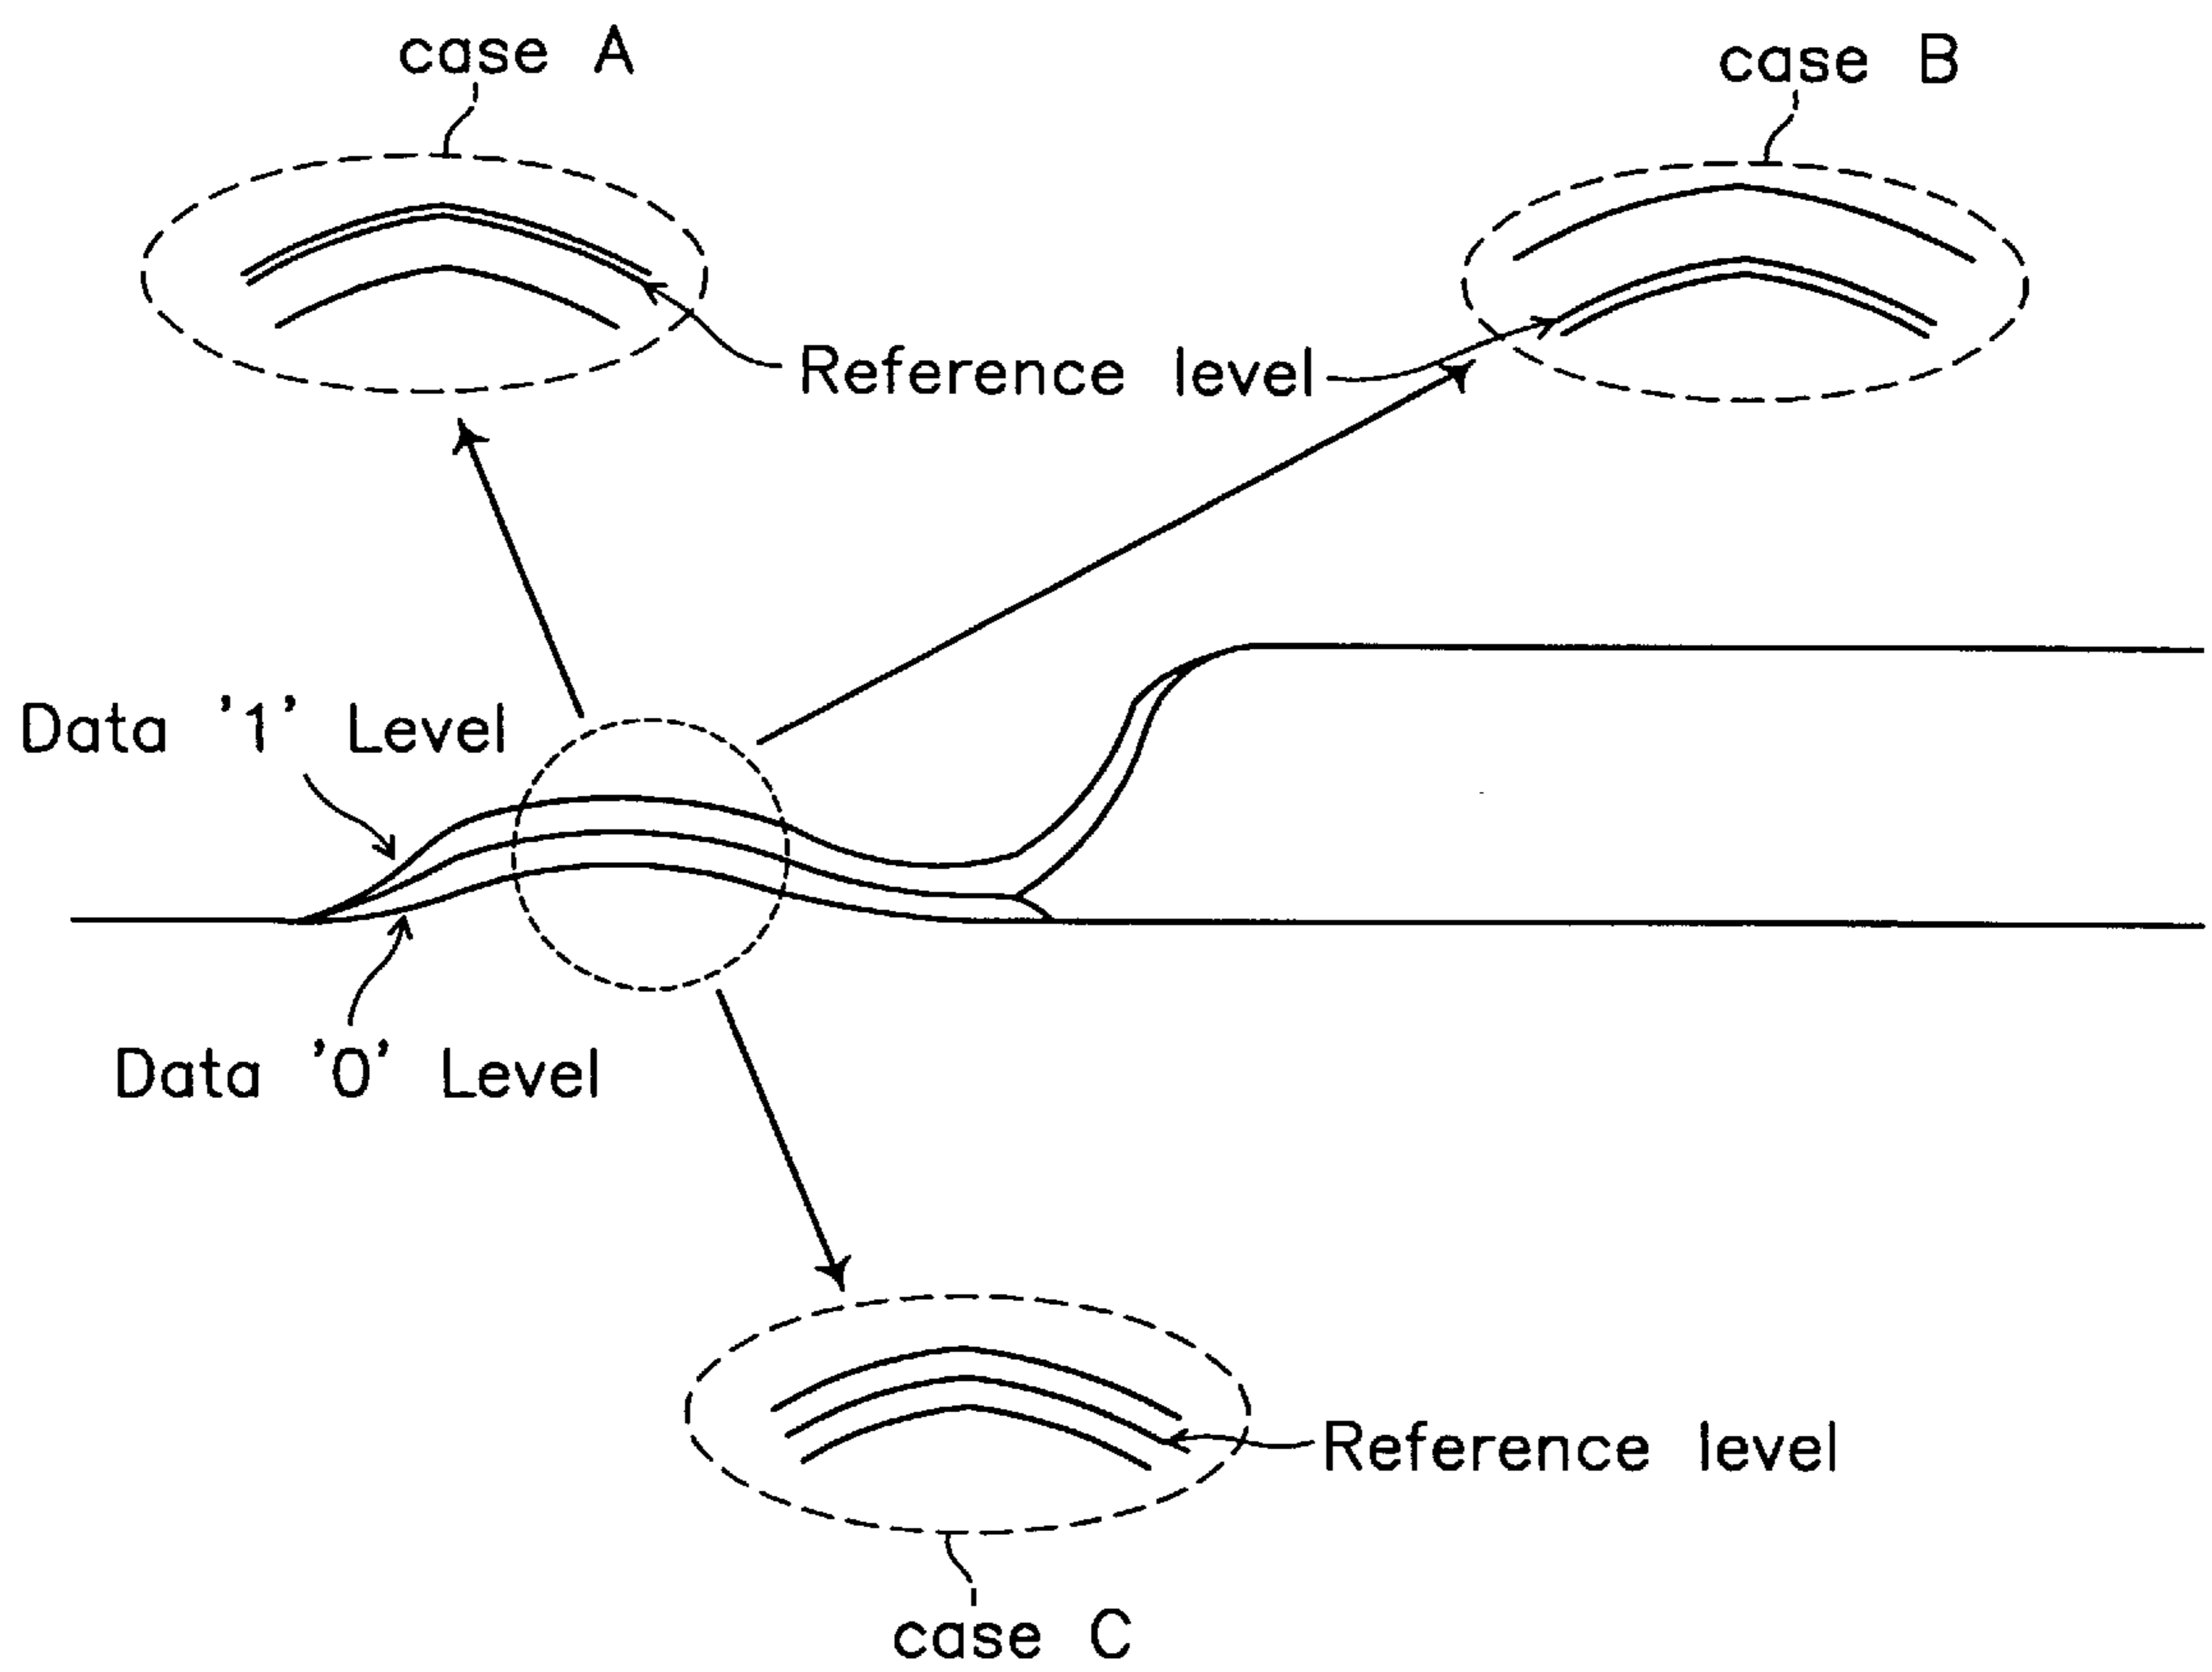 case A
case B
Reference level
Data '1' Level
Data '0' Level
Reference level
case C